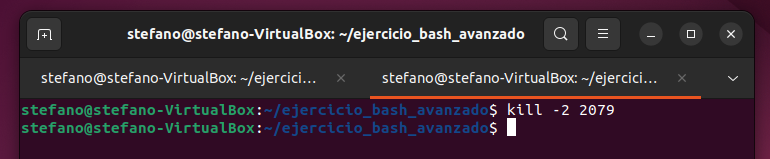 stefano@stefano-VirtualBox: ~/ejercicio_bash_avanzado
stefano@stefano-VirtualBox: ~/ejercici...
stefano@stefano-VirtualBox: ~/ejercici...
stefano@stefano-VirtualBox:~/ejercicio_bash_avanzado$ kill -2 2079
stefano@stefano-VirtualBox:~/ejercicio_bash_avanzado$